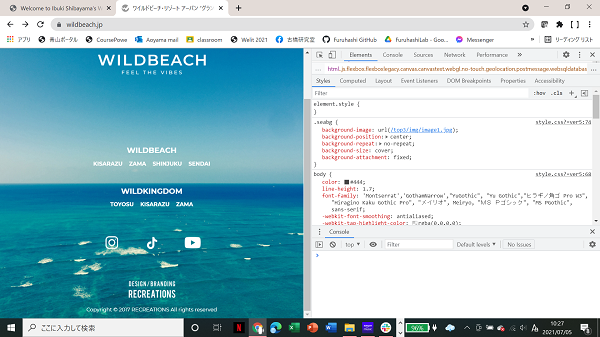 Welcome to Ibuki Shibayama's W
ワイルドビーチ・リゾート アーバン "グラン
wildbeach.jp
アプリ
青山ポータル
CoursePowe
Aoyama mail
classroom
Welit 2021
古橋研究室
Furuhashi GitHub
FuruhashiLab - Goo...
Messenger
リーディング リスト
WILDBEACH
FEEL THE VIBES
WILDBEACH
KISARAZU ZAMA SHINJUKU SENDAI
WILDKINGDOM
TOYOSU KISARAZU ZAMA
DESIGN / BRANDING
RECREATIONS
Copyright © 2017 RECREATIONS All rights reserved
Elements Console Sources Network Performance »
... html.js.flexbox.flexboxlegacy.canvas.canvastext.webgl.no-touch.geolocation.postmessage.websqldatabase ...
Styles Computed Layout Event Listeners DOM Breakpoints Properties Accessibility
Filter :hov .cls +
element.style {
}
.seabg { style.css?=ver5:76
background-image: url(/top3/img/image1.jpg);
background-position: center;
background-repeat: no-repeat;
background-size: cover;
background-attachment: fixed;
}
body { style.css?=ver5:68
color: #444;
line-height: 1.7;
font-family: 'Montserrat','GothamNarrow',"YuGothic", "Yu Gothic","ヒラギノ角ゴ Pro W3",
"Hiragino Kaku Gothic Pro", "メイリオ", Meiryo, "ＭＳ Ｐゴシック", "MS PGothic",
sans-serif;
-webkit-font-smoothing: antialiased;
-webkit-tap-highlight-color: rgba(0,0,0,0);
Console
top Filter Default levels No Issues
ここに入力して検索
96%
10:27
2021/07/05